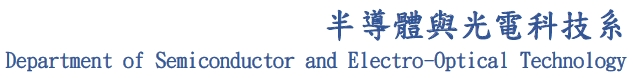 半導體與光電科技系
Department of Semiconductor and Electro-Optical Technology